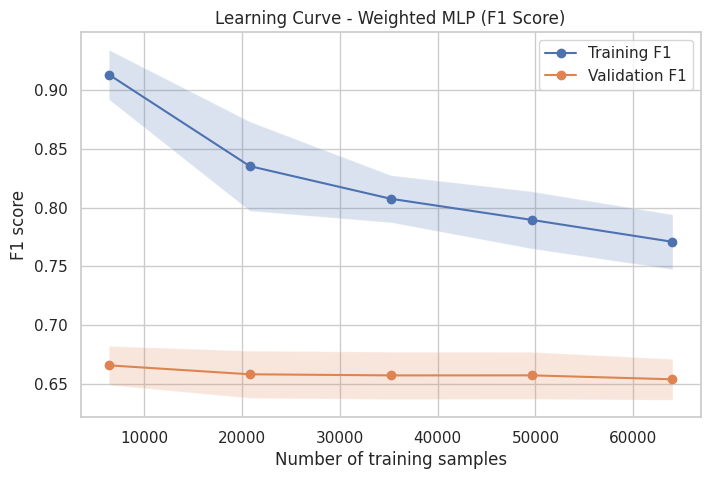 Learning Curve - Weighted MLP (F1 Score)
Training F1
Validation F1
F1 score
0.90
0.85
0.80
0.75
0.70
0.65
10000 20000 30000 40000 50000 60000
Number of training samples